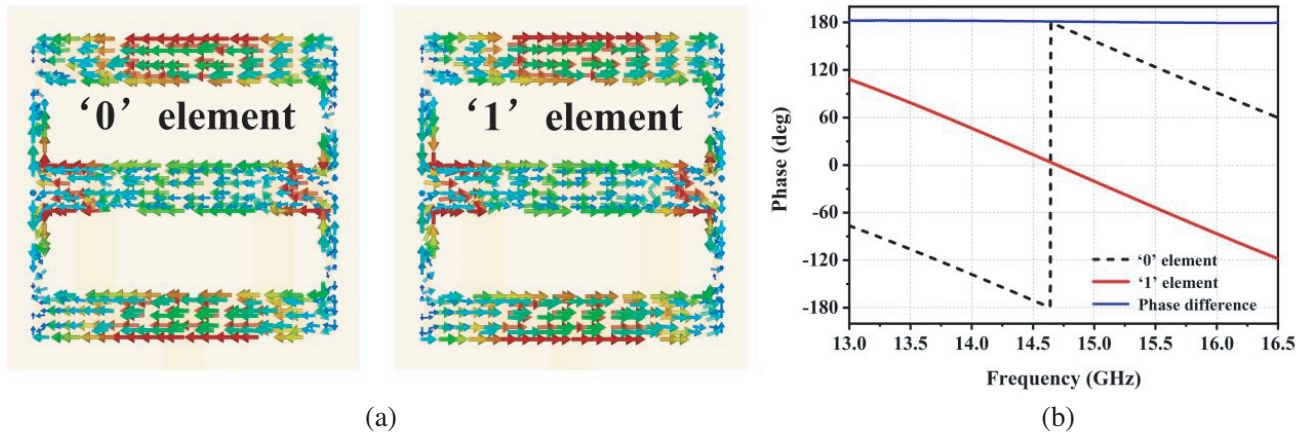 ‘0’ element
‘1’ element
180
120
60
0
-60
-120
-180
Phase (deg)
‘0’ element
‘1’ element
Phase difference
13.0 13.5 14.0 14.5 15.0 15.5 16.0 16.5
Frequency (GHz)
(a)
(b)